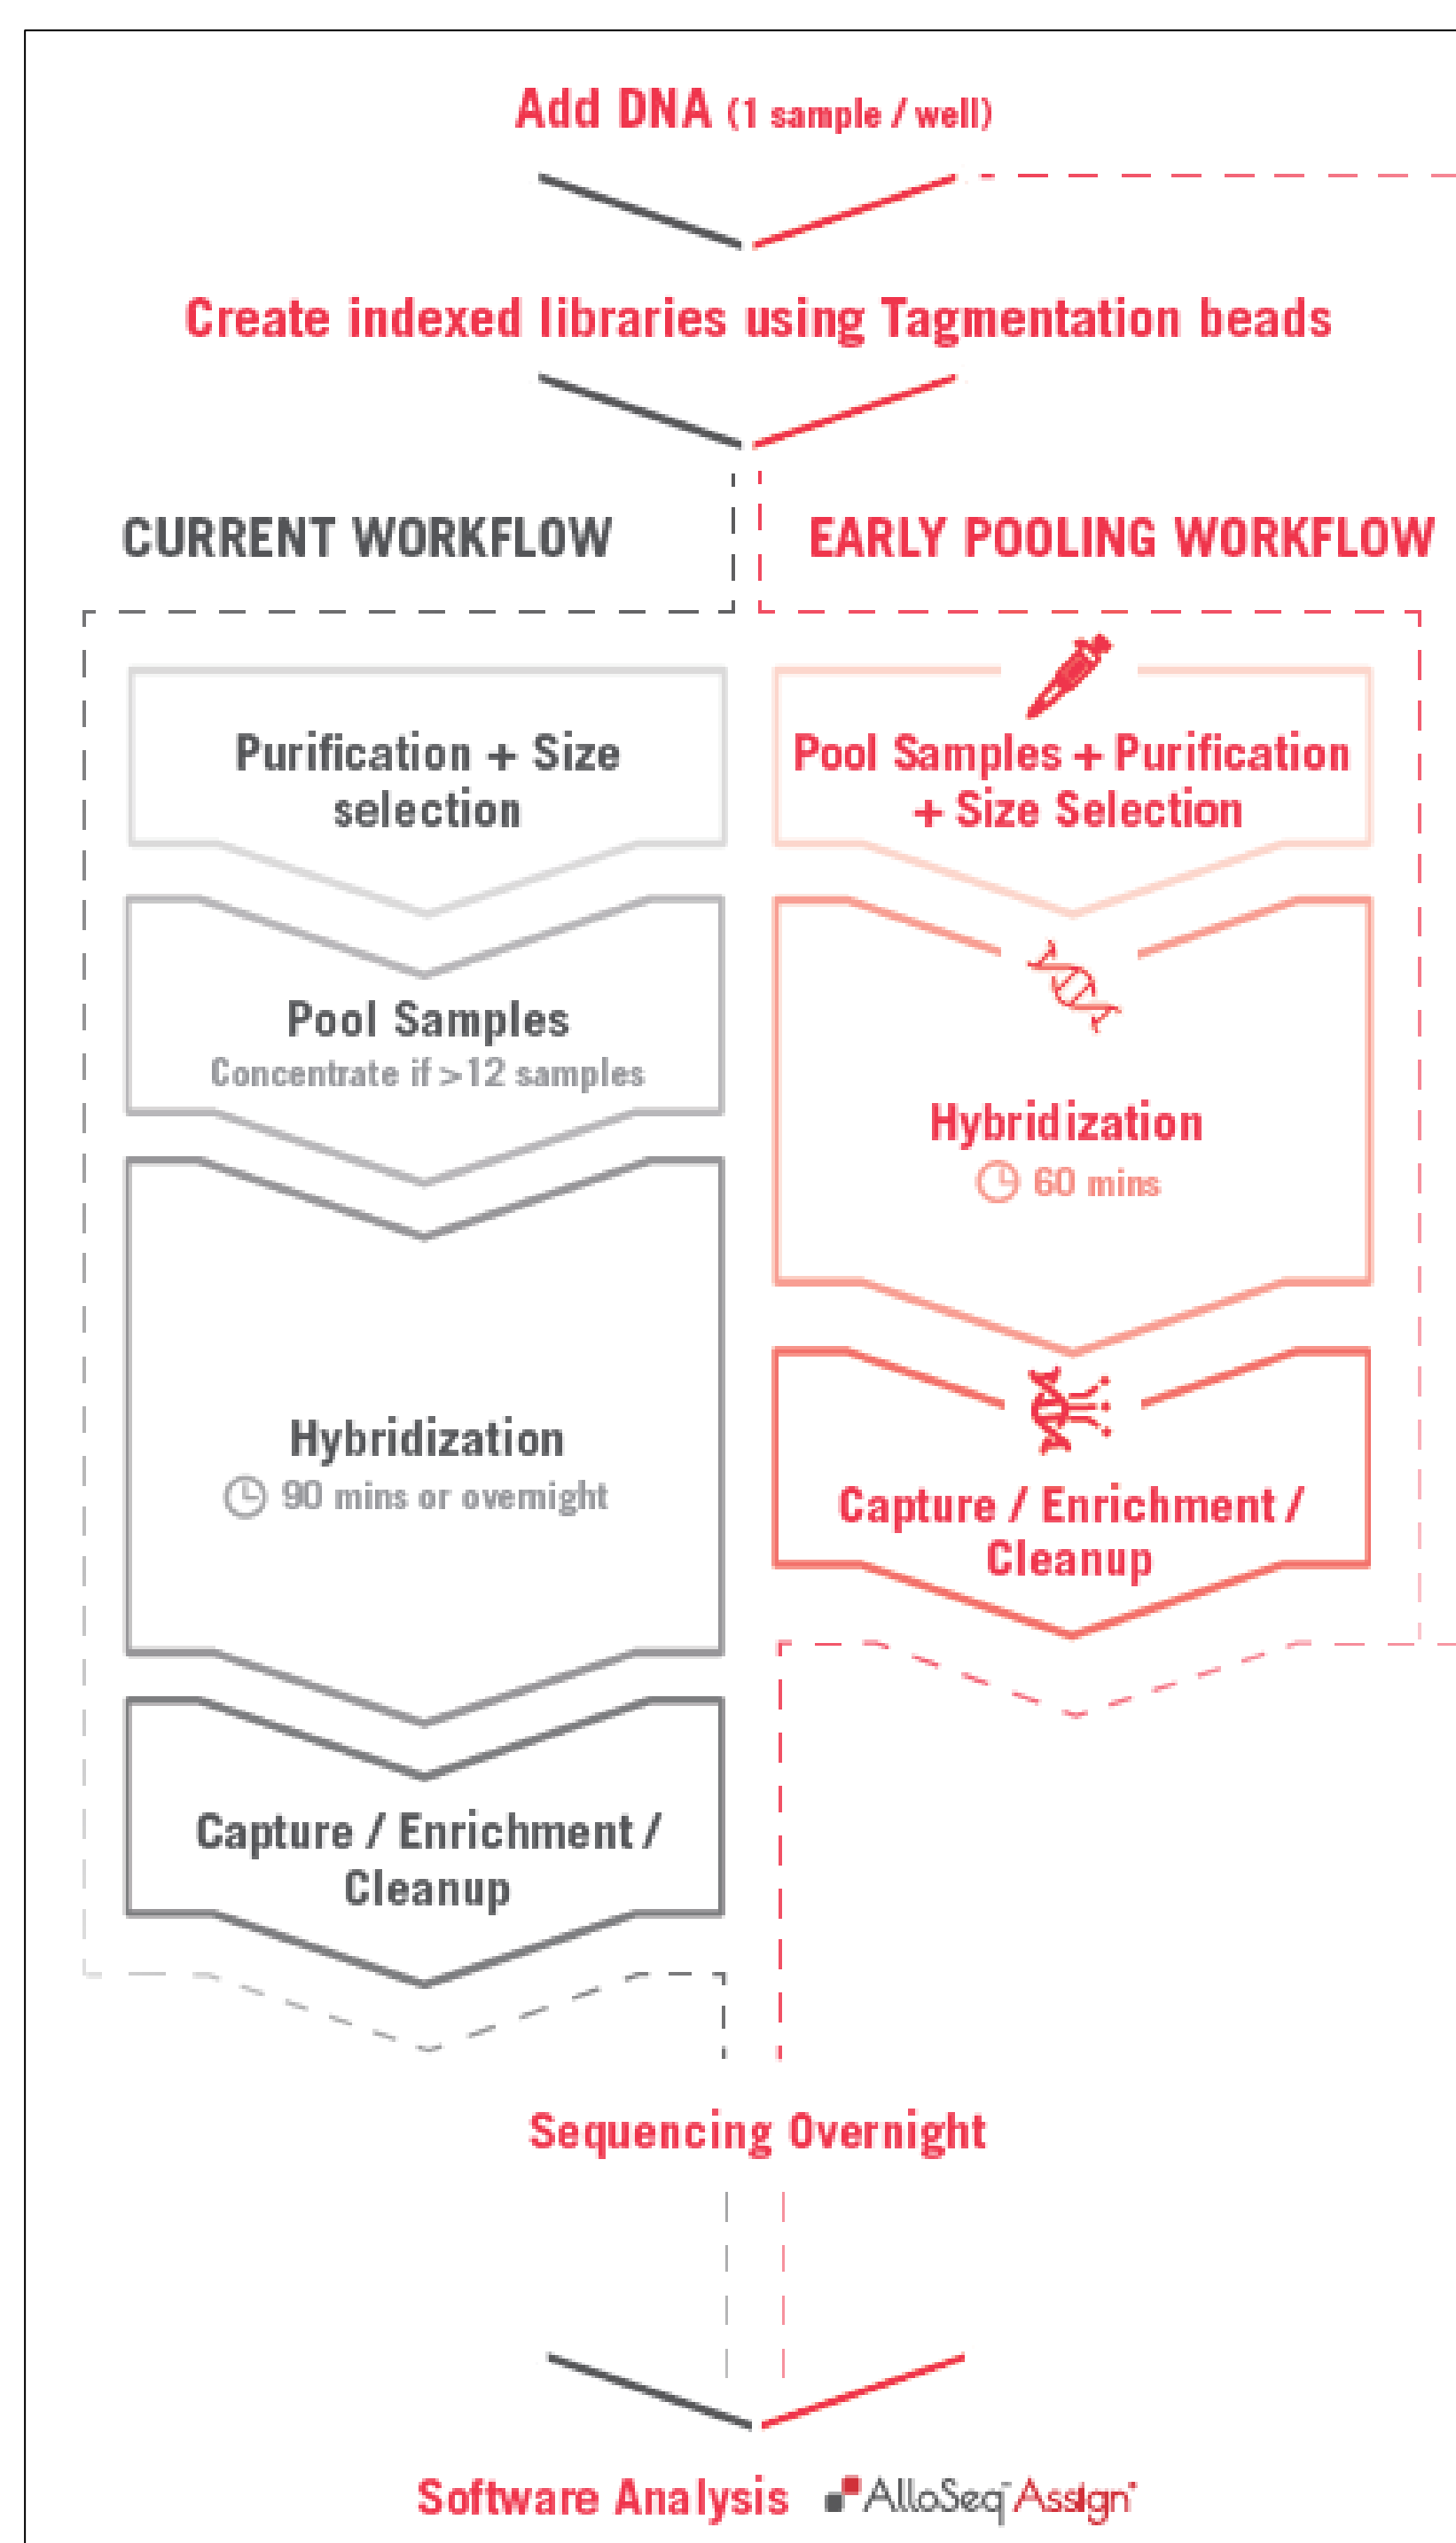 Add DNA (1 sample / well)
Create indexed libraries using Tagmentation beads
CURRENT WORKFLOW
Purification + Size
selection
Pool Samples
Concentrate if >12 samples
Hybridization
90 mins or overnight
Capture / Enrichment /
Cleanup
EARLY POOLING WORKFLOW
Pool Samples + Purification
+ Size Selection
Hybridization
60 mins
Capture / Enrichment /
Cleanup
Sequencing Overnight
Software Analysis AlloSeq™ Assign®